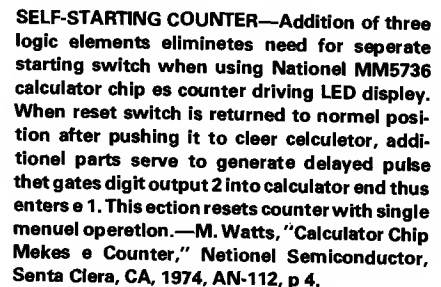 SELF-STARTING COUNTER—Addition of three
logic elements eliminetes need for seperate
starting switch when using Nationel MM5736
calculator chip es counter driving LED display.
When reset switch is returned to normel posi-
tion after pushing it to cleer celculetor, addi-
tionel parts serve to generate delayed pulse
thet gates digit output 2 into calculator end thus
enters e 1. This ection resets counter with single
menuel operetion.—M. Watts, "Calculator Chip
Mekes e Counter," Netionel Semiconductor,
Senta Clera, CA, 1974, AN-112, p 4.